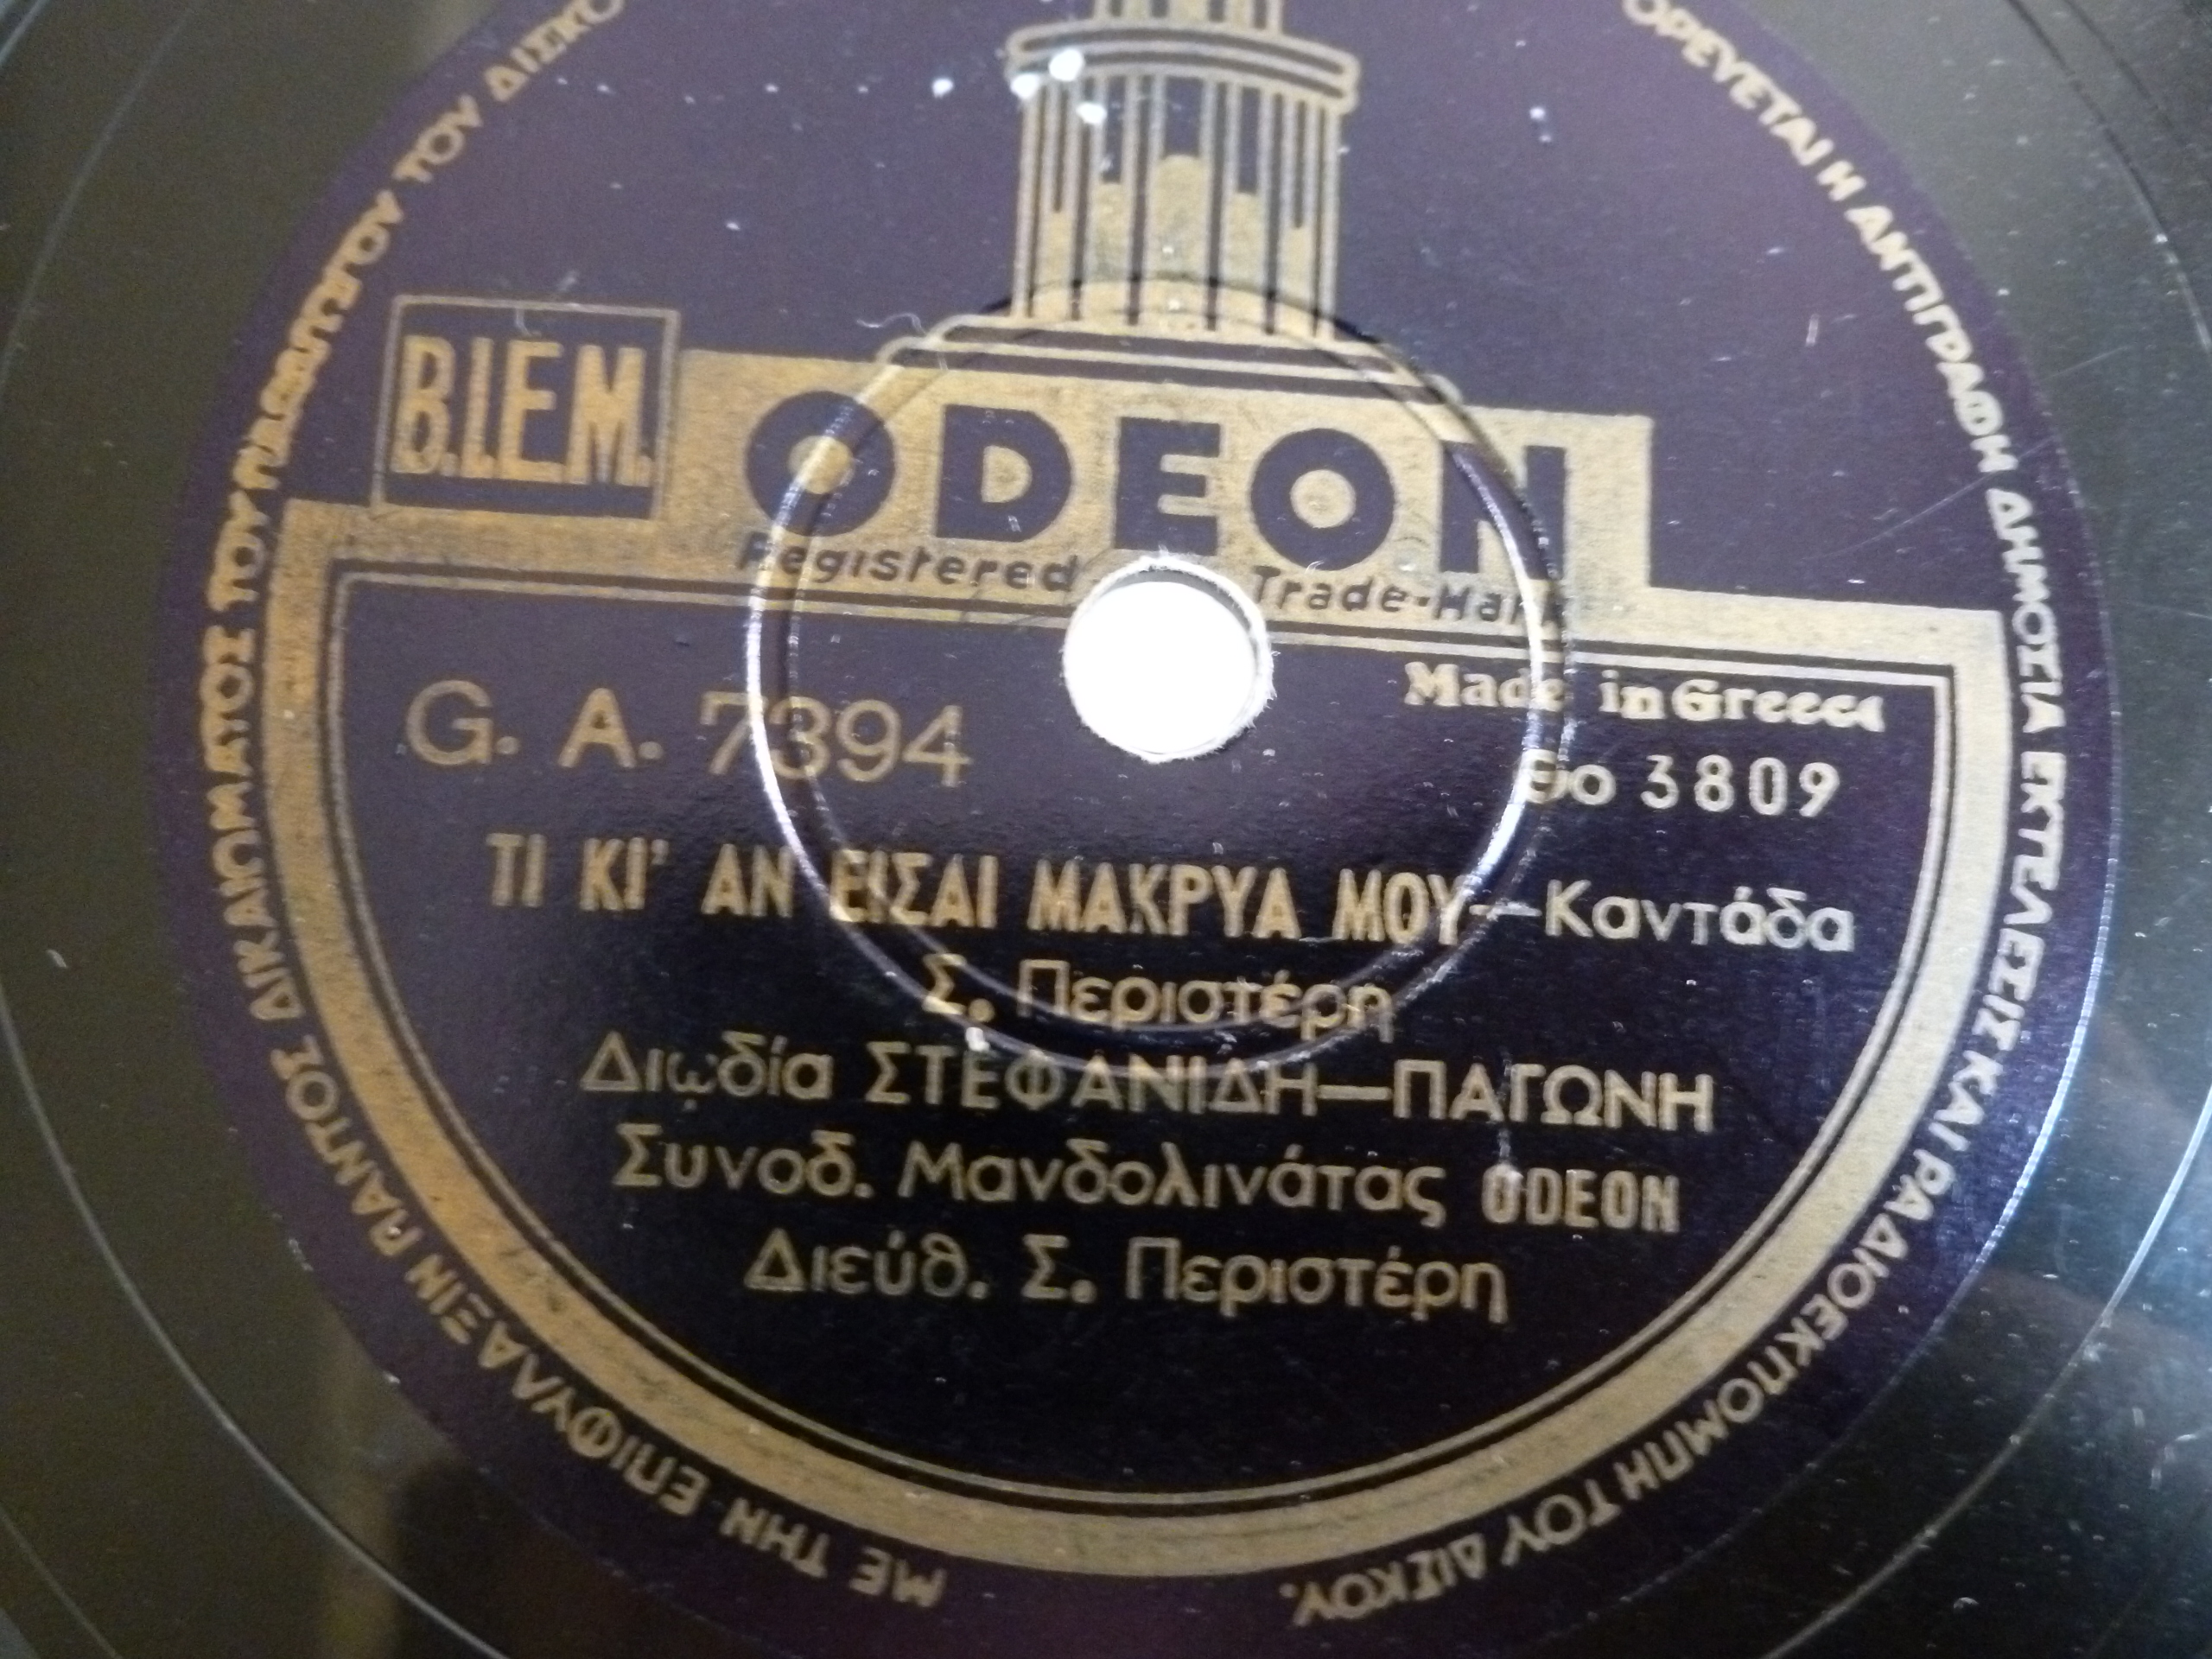 B.I.E.M.
ODEON
Registered Trade-Mark
Made in Greece
G. A. 7394
Go 3809
ΤΙ ΚΙ' ΑΝ ΕΙΣΑΙ ΜΑΚΡΥΑ ΜΟΥ—Καντάδα
Σ. Περιστέρη
Διῳδία ΣΤΕΦΑΝΙΔΗ—ΠΑΓΩΝΗ
Συνοδ. Μανδολινάτας ODEON
Διεύθ. Σ. Περιστέρη
ΜΕ ΤΗΝ ΕΠΙΦΥΛΑΞΙΝ ΠΑΝΤΟΣ ΔΙΚΑΙΩΜΑΤΟΣ ΤΟΥ ΤΟΥ
Η ΑΝΤΙΓΡΑΦΗ ΔΗΜΟΣΙΑ ΕΚΤΕΛΕΣΙΣ ΚΑΙ ΡΑΔΙΟΕΚΠΟΜΠΗ ΤΟΥ ΔΙΣΚΟΥ.